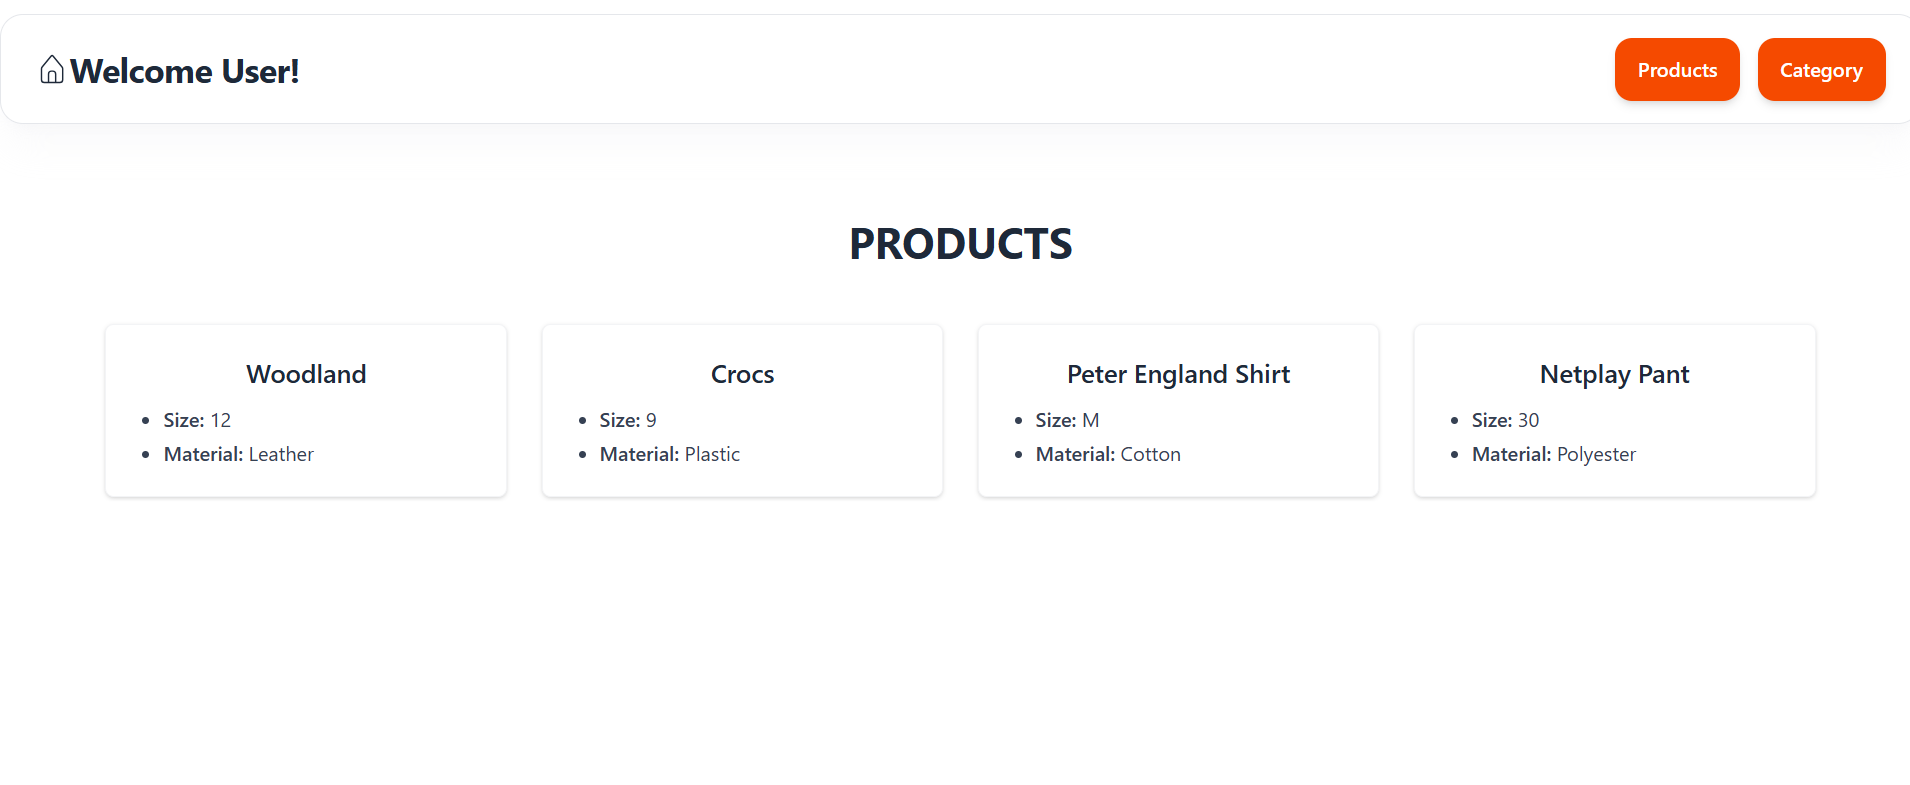 Welcome User!
Products
Category
PRODUCTS
Woodland
Size: 12
Material: Leather
Crocs
Size: 9
Material: Plastic
Peter England Shirt
Size: M
Material: Cotton
Netplay Pant
Size: 30
Material: Polyester